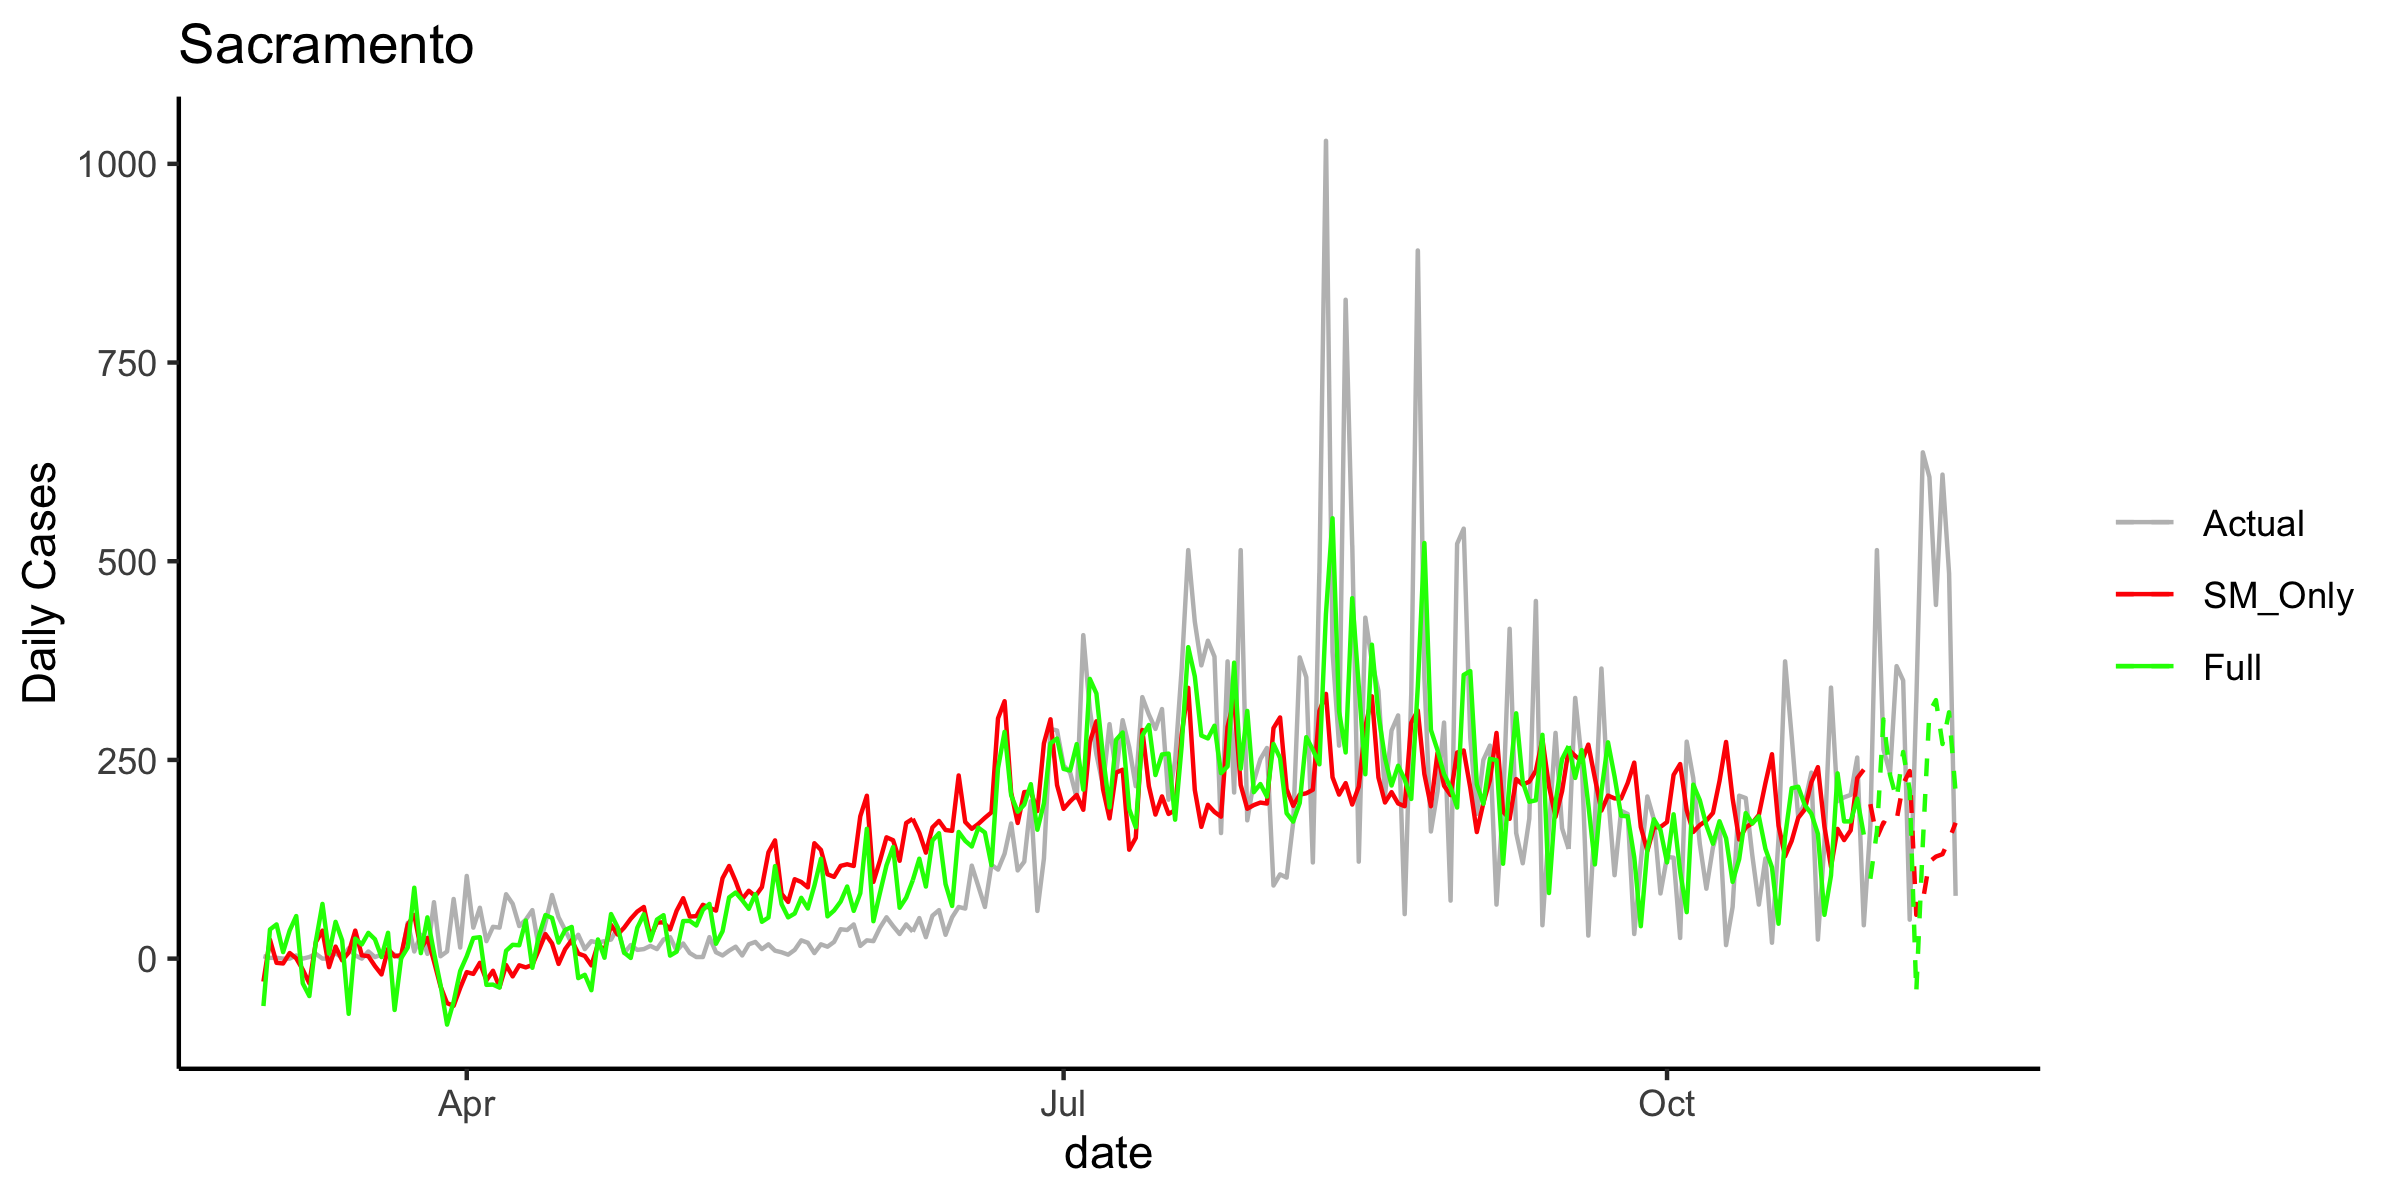 Sacramento
Daily Cases
1000
750
500
250
0
Apr
Jul
Oct
date
Actual
SM_Only
Full